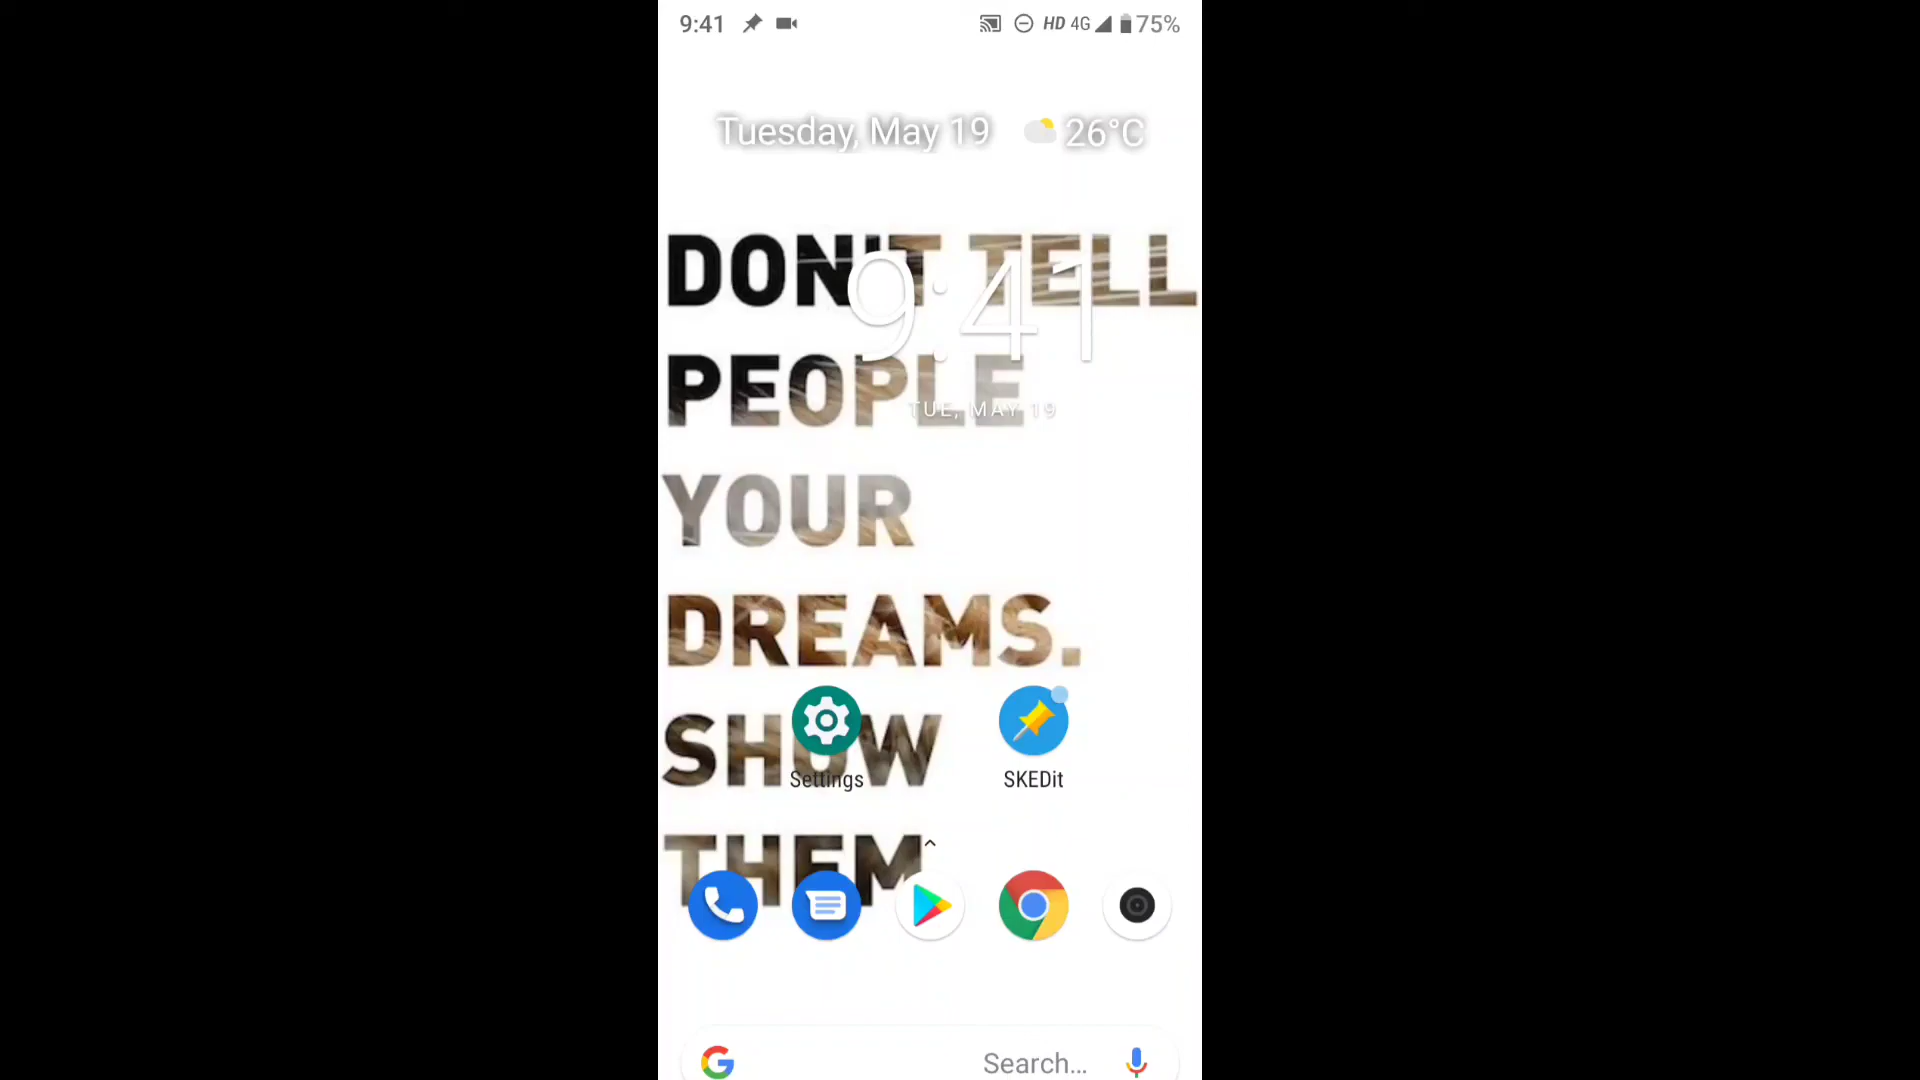 9:41 HD 4G 75%
Tuesday, May 19 26°C
DON'T TELL
9:41
PEOPLE
TUE, MAY 19
YOUR
DREAMS.
SHOW
Settings SKEDit
THEM
G Search...